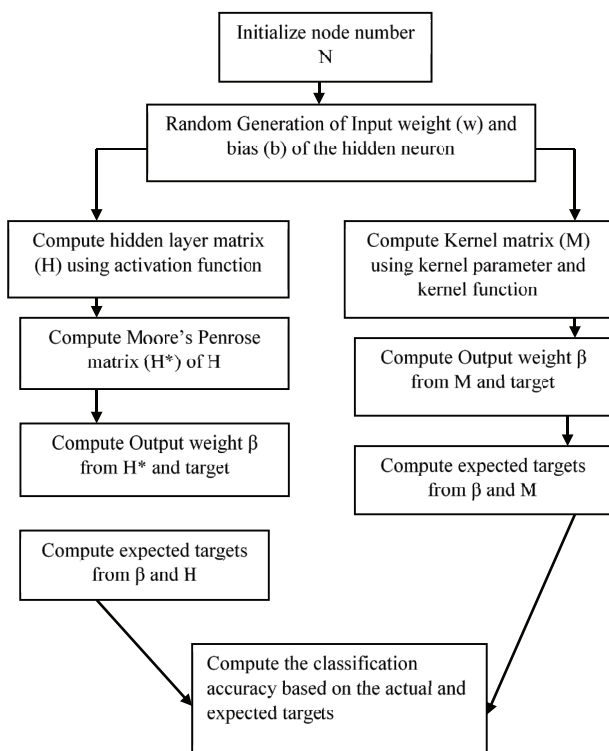 Initialize node number
N
Random Generation of Input weight (w) and
bias (b) of the hidden neuron
Compute hidden layer matrix
(H) using activation function
Compute Moore's Penrose
matrix (H*) of H
Compute Output weight β
from H* and target
Compute expected targets
from β and H
Compute Kernel matrix (M)
using kernel parameter and
kernel function
Compute Output weight β
from M and target
Compute expected targets
from β and M
Compute the classification
accuracy based on the actual and
expected targets